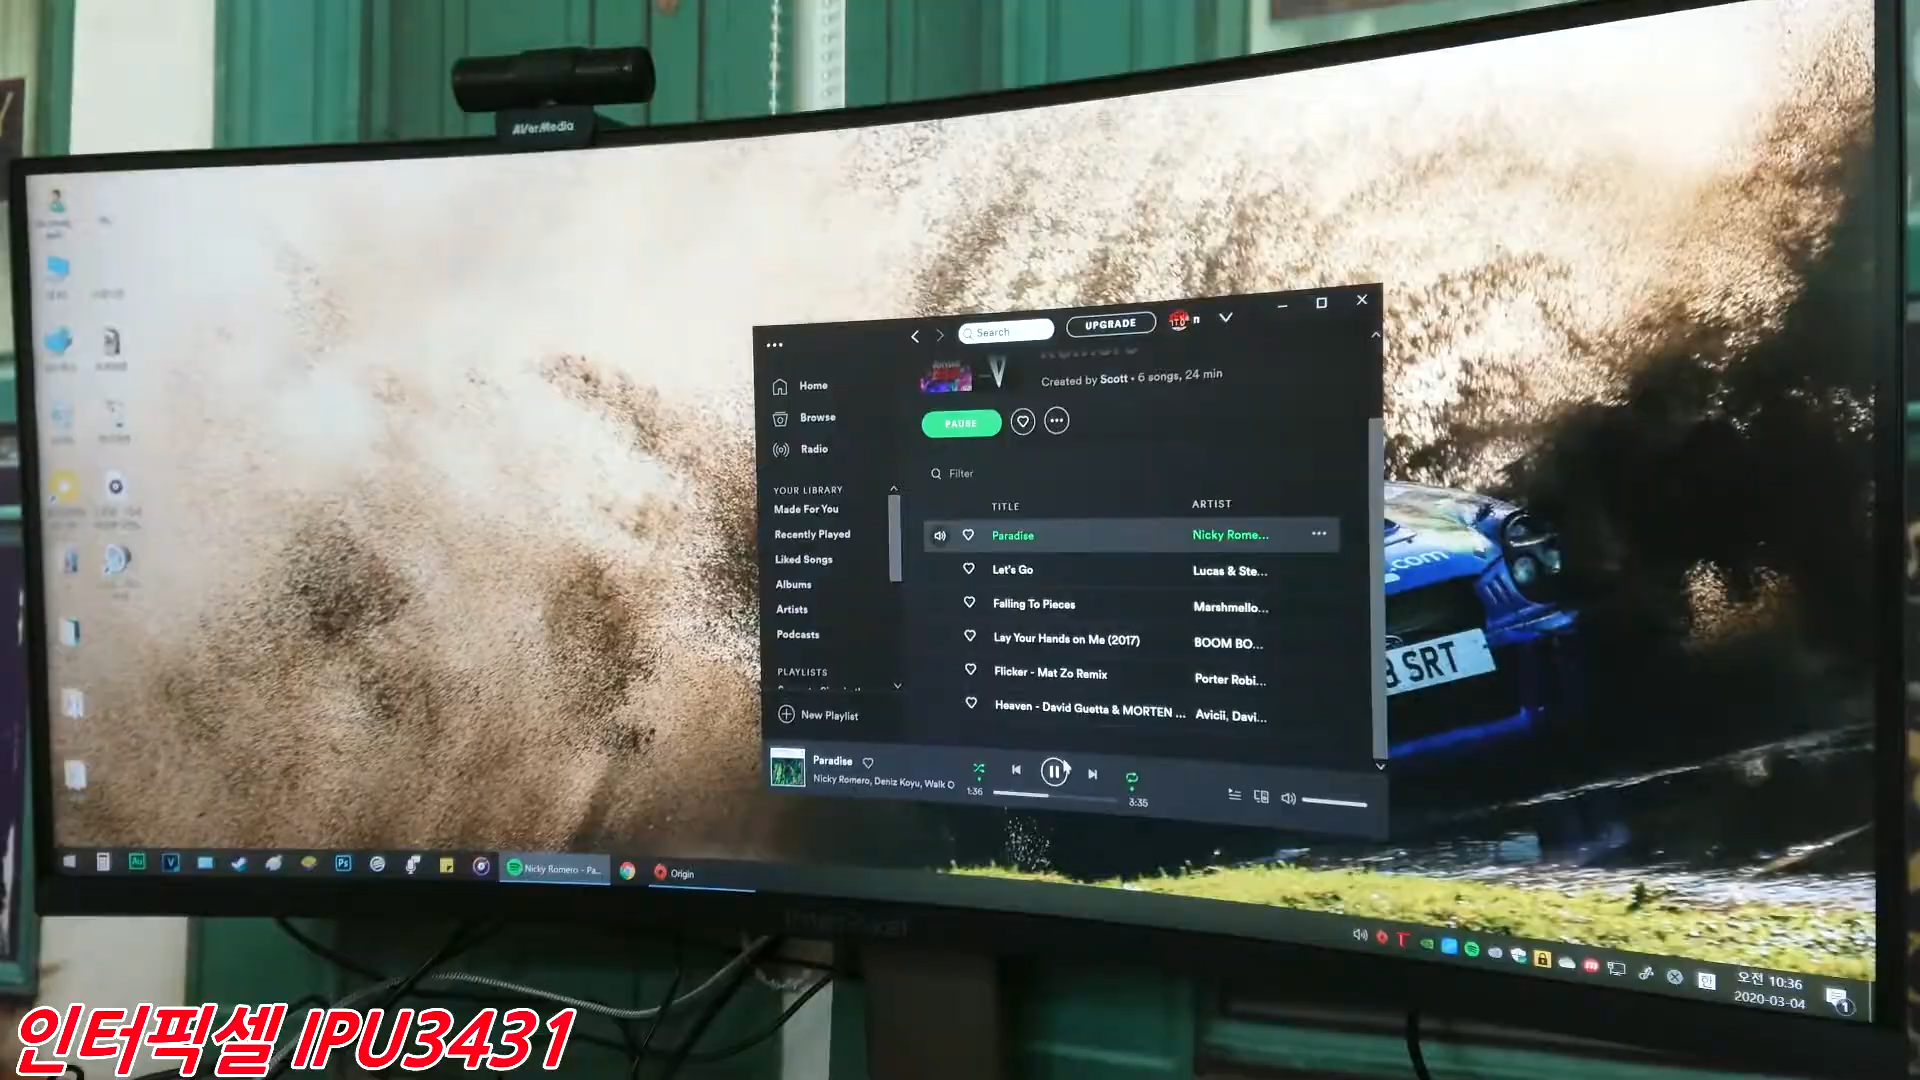 AVerMedia
Search
UPGRADE
n
Created by Scott • 6 songs, 24 min
Home
PAUSE
Browse
Radio
Filter
YOUR LIBRARY
TITLE
ARTIST
Made For You
Recently Played
Paradise
Nicky Rome...
Liked Songs
Let's Go
Lucas & Ste...
Albums
Falling To Pieces
Marshmello...
Artists
Lay Your Hands on Me (2017)
BOOM BO...
Podcasts
PLAYLISTS
Flicker - Mat Zo Remix
Porter Robi...
Heaven - David Guetta & MORTEN ...
Avicii, Davi...
New Playlist
Paradise
Nicky Romero, Deniz Koyu, Walk O
1:36
3:35
.com
SRT
Au
V
Ps
Nicky Romero - Pa...
Origin
오전 10:36
2020-03-04
1
인터픽셀 IPU3431